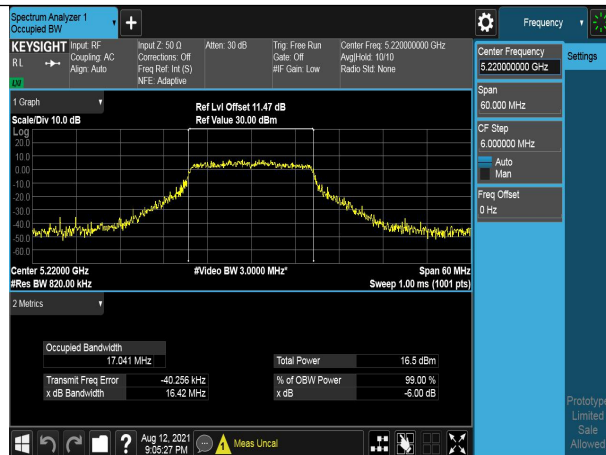 Spectrum Analyzer 1
Occupied BW
Frequency
KEYSIGHT
R L
LV
Input: RF
Coupling: AC
Align: Auto
Input Z: 50 Ω
Corrections: Off
Freq Ref: Int (S)
NFE: Adaptive
Atten: 30 dB
Trig: Free Run
Gate: Off
#IF Gain: Low
Center Freq: 5.220000000 GHz
Avg|Hold: 10/10
Radio Std: None
Center Frequency
5.220000000 GHz
Settings
Span
60.000 MHz
CF Step
6.000000 MHz
Auto
Man
Freq Offset
0 Hz
1 Graph
Scale/Div 10.0 dB
Ref Lvl Offset 11.47 dB
Ref Value 30.00 dBm
Log
20.0
10.0
0.00
-10.0
-20.0
-30.0
-40.0
-50.0
-60.0
Center 5.22000 GHz
#Res BW 820.00 kHz
#Video BW 3.0000 MHz*
Span 60 MHz
Sweep 1.00 ms (1001 pts)
2 Metrics
Occupied Bandwidth
17.041 MHz
Total Power 16.5 dBm
Transmit Freq Error -40.256 kHz
% of OBW Power 99.00 %
x dB Bandwidth 16.42 MHz
x dB -6.00 dB
Prototype
Limited
Sale
Allowed
?
Aug 12, 2021
9:05:27 PM
Meas Uncal